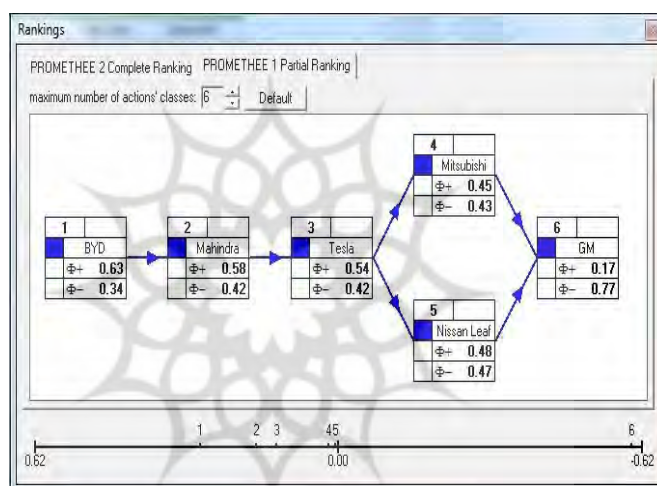 Rankings
PROMETHEE 2 Complete Ranking
PROMETHEE 1 Partial Ranking
maximum number of actions' classes: 6
Default
1
BYD
Φ+ 0.63
Φ− 0.34
2
Mahindra
Φ+ 0.58
Φ− 0.42
3
Tesla
Φ+ 0.54
Φ− 0.42
4
Mitsubishi
Φ+ 0.45
Φ− 0.43
5
Nissan Leaf
Φ+ 0.48
Φ− 0.47
6
GM
Φ+ 0.17
Φ− 0.77
1 2 3 45 6
0.62 0.00 -0.62